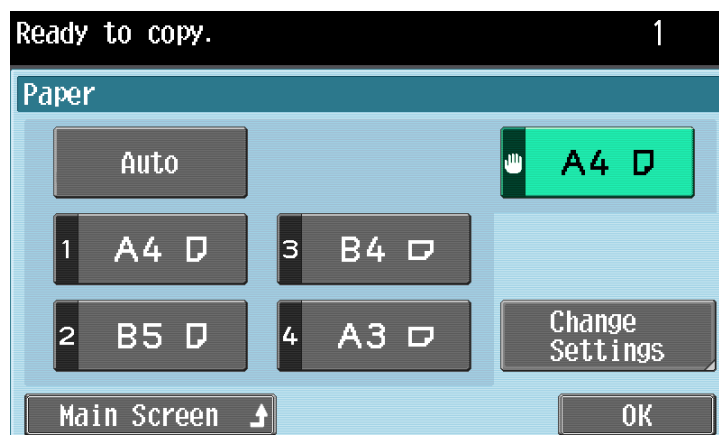 Ready to copy. 1
Paper
Auto
A4
1 A4
3 B4
2 B5
4 A3
Change
Settings
Main Screen
OK